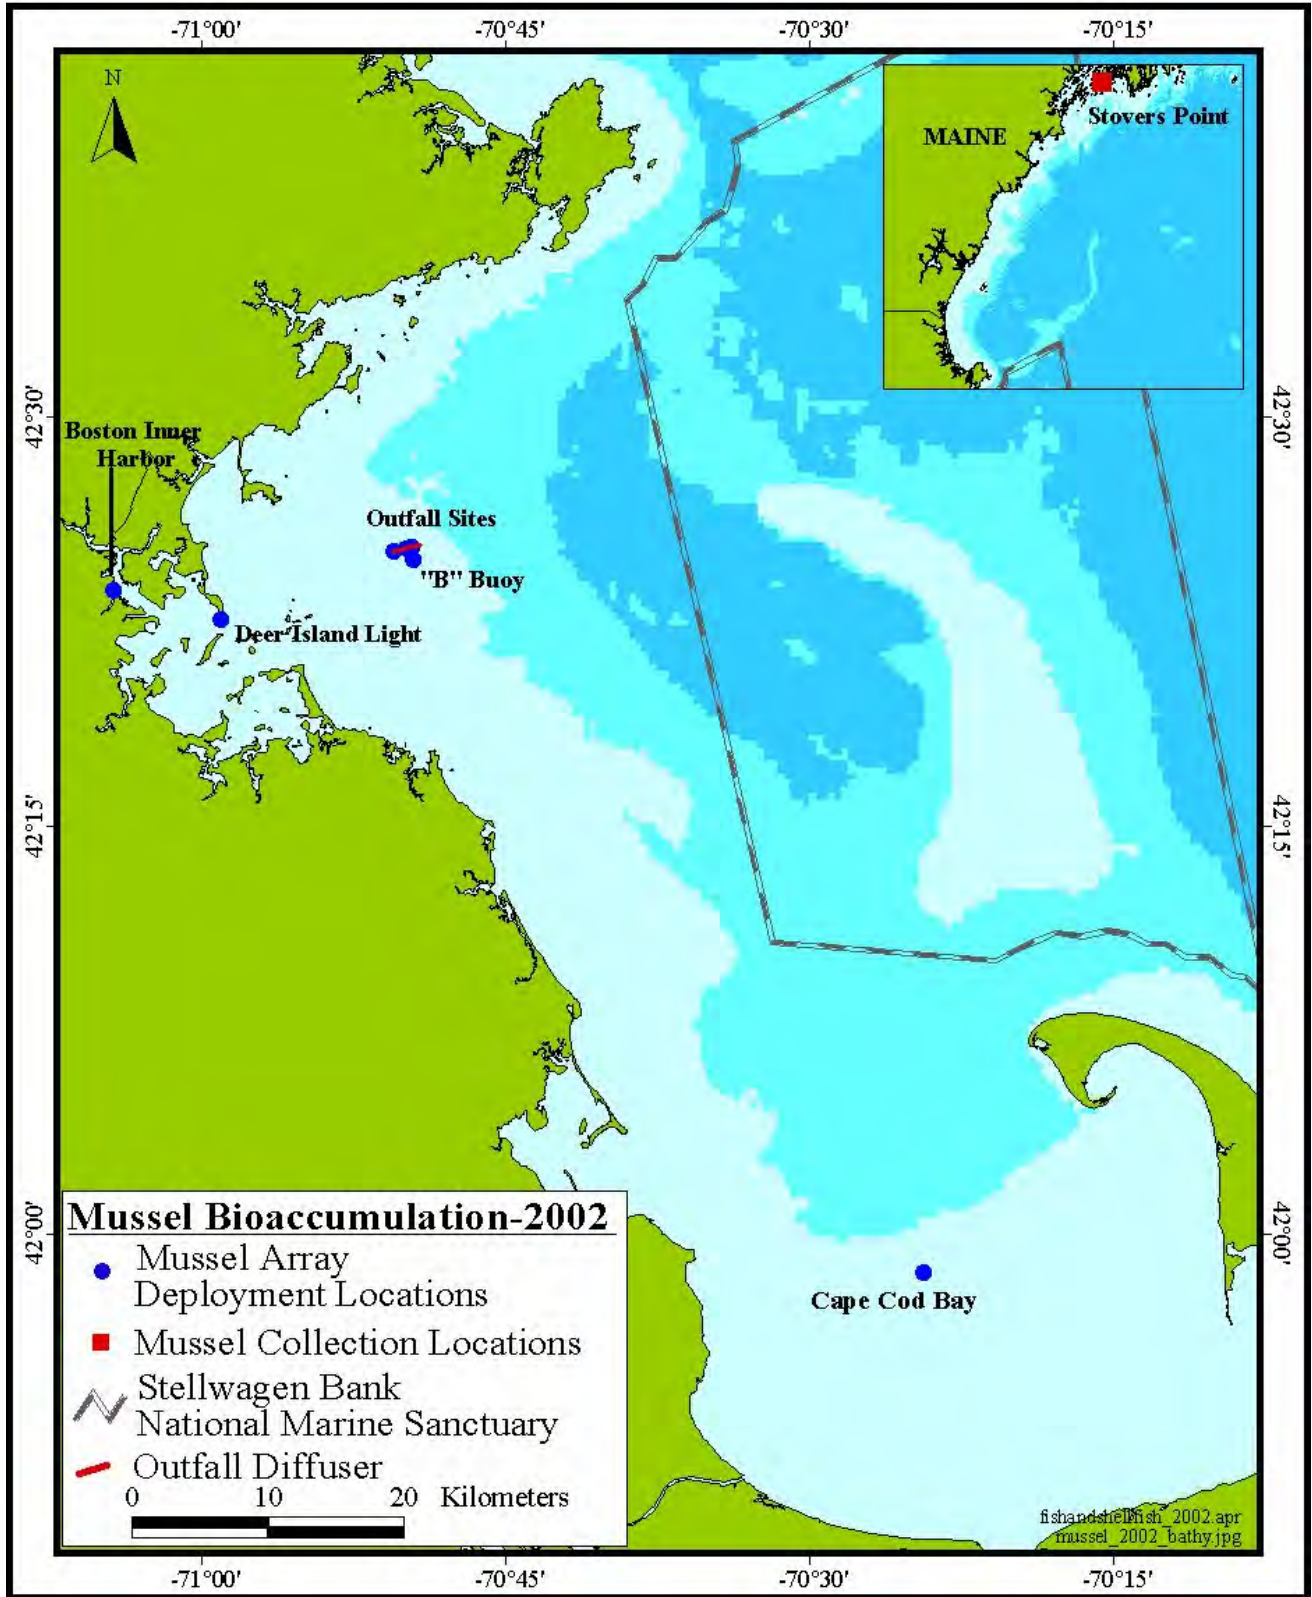 -71°00' -70°45' -70°30' -70°15'
N
MAINE
Stovers Point
42°30'
42°30'
Boston Inner
Harbor
Outfall Sites
"B" Buoy
Deer Island Light
42°15'
42°15'
42°00'
42°00'
Cape Cod Bay
Mussel Bioaccumulation-2002
Mussel Array
Deployment Locations
Mussel Collection Locations
Stellwagen Bank
National Marine Sanctuary
Outfall Diffuser
0 10 20 Kilometers
fishandshellfish_2002.apr
mussel_2002_bathy.jpg
-71°00' -70°45' -70°30' -70°15'